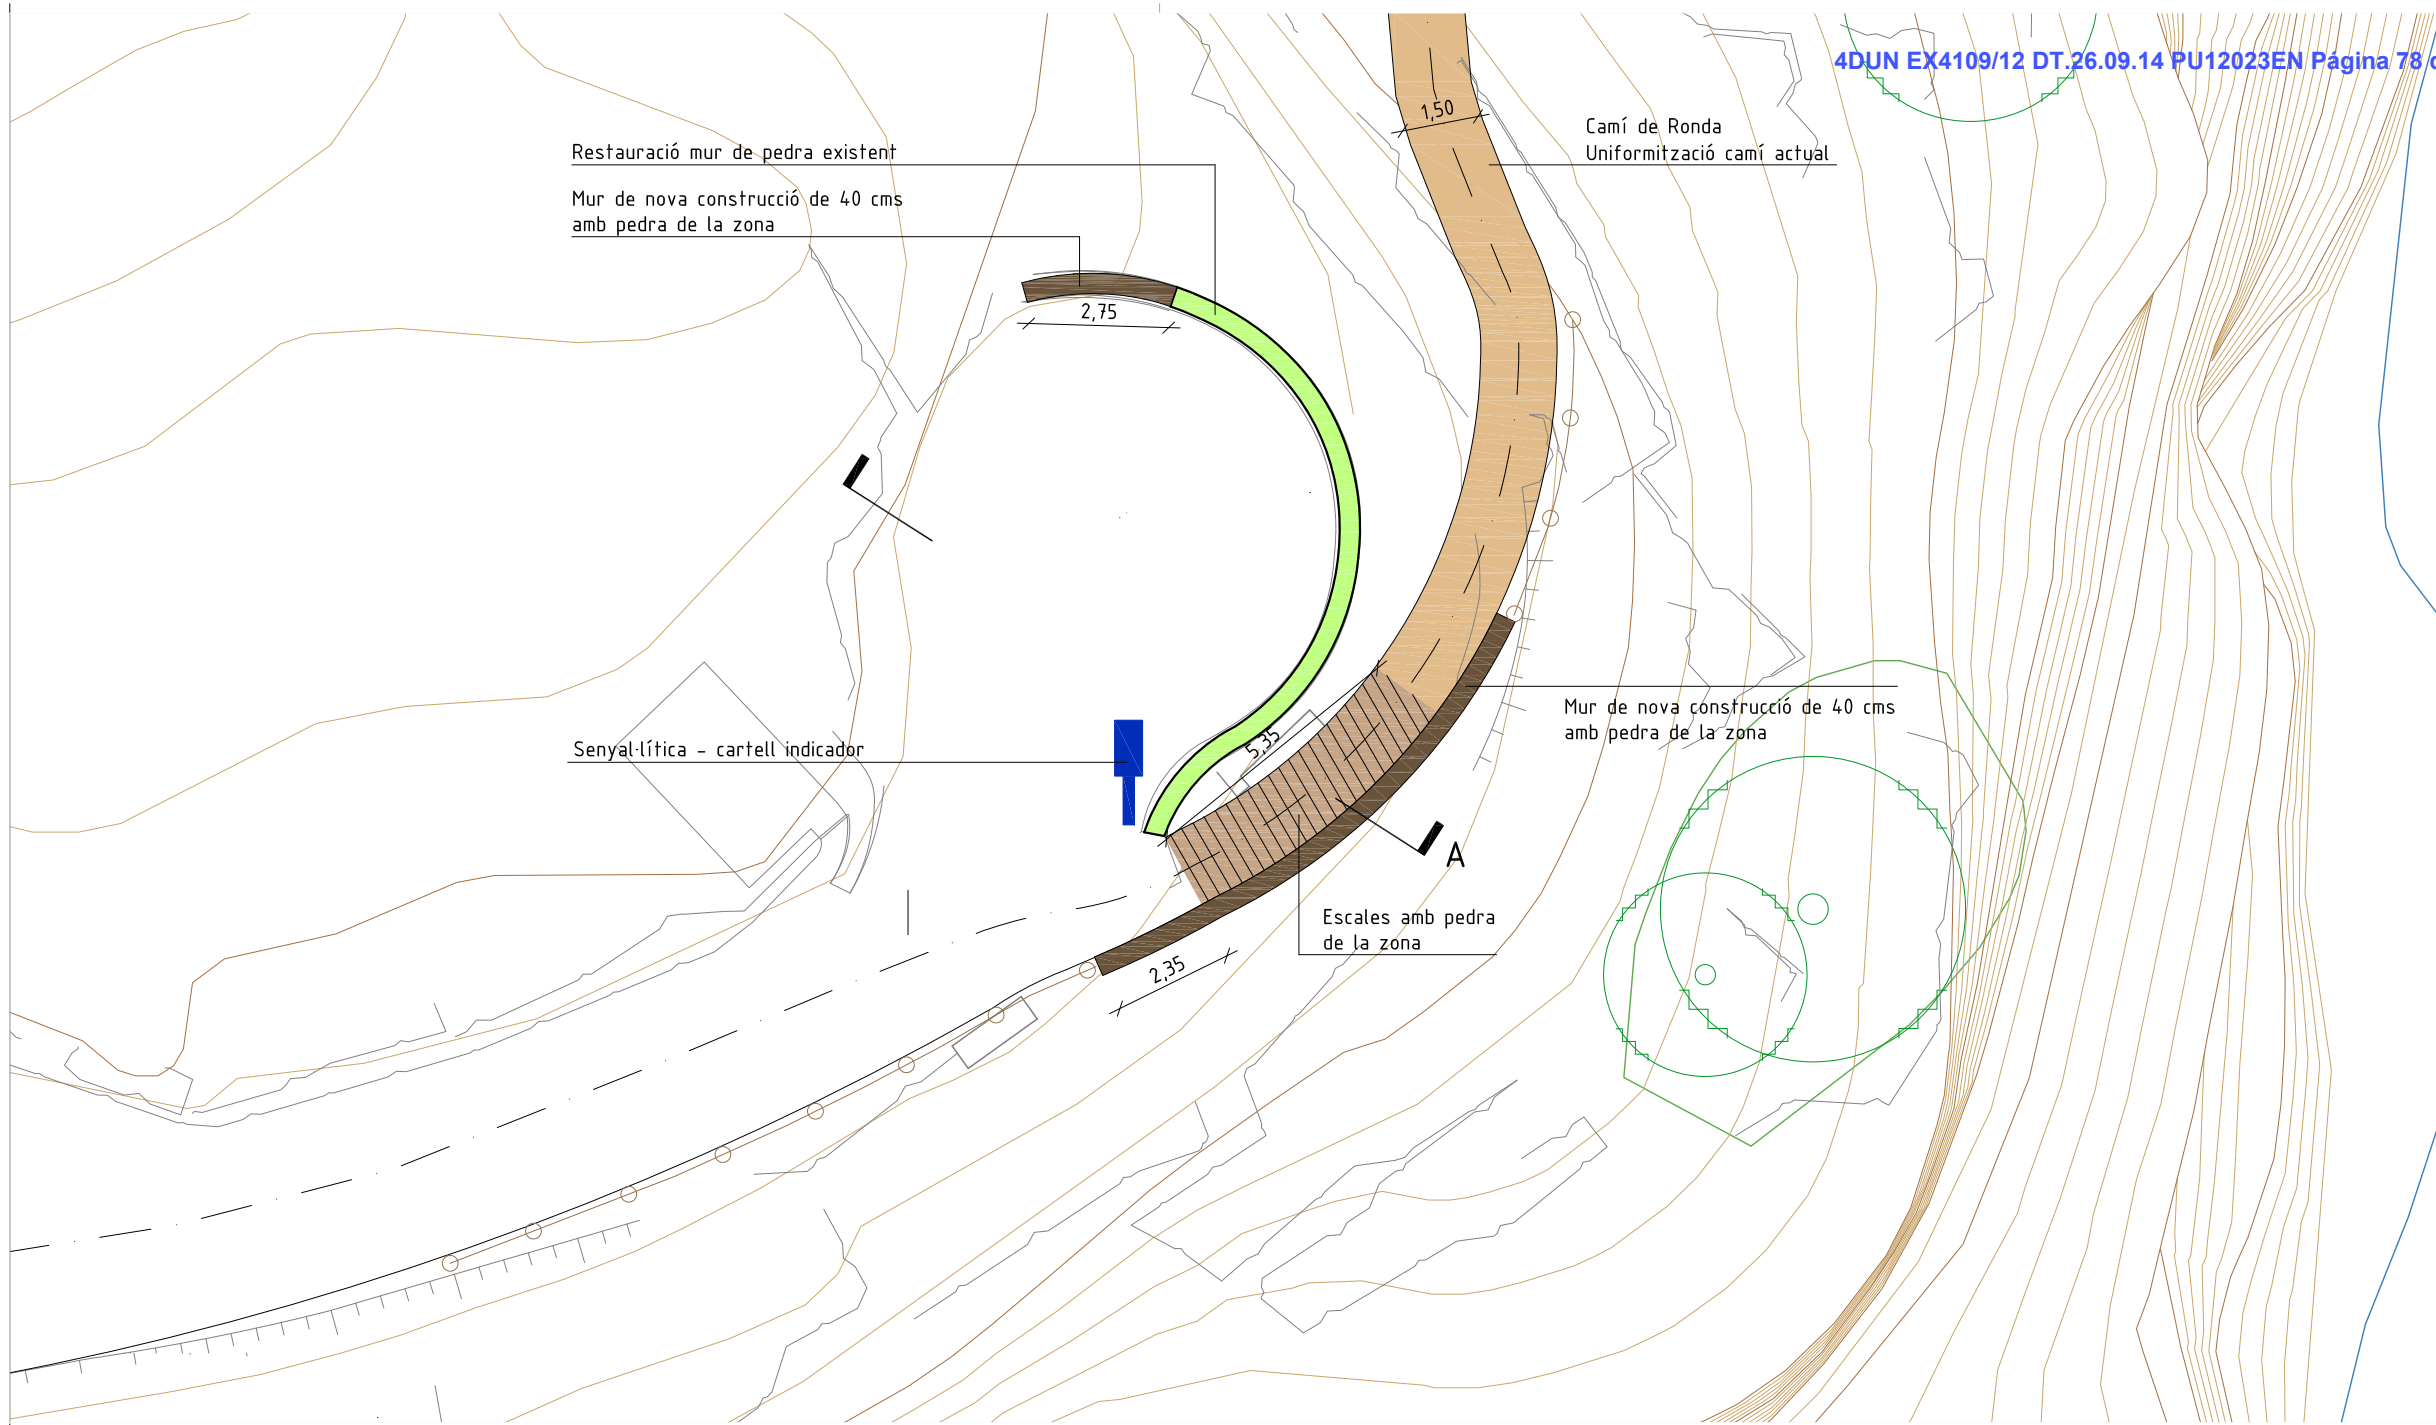 4DUN EX4109/12 DT.26.09.14 PU12023EN Página 78
1,50
Camí de Ronda
Uniformització camí actual
Restauració mur de pedra existent
Mur de nova construcció de 40 cms
amb pedra de la zona
2,75
Mur de nova construcció de 40 cms
amb pedra de la zona
5,35
Senyal·lítica - cartell indicador
A
Escales amb pedra
de la zona
2,35